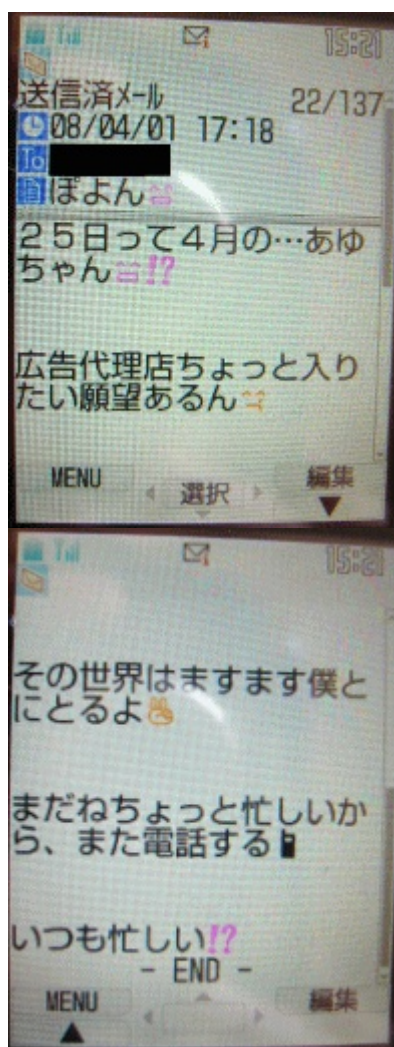 15:21
送信済メール 22/137
08/04/01 17:18
To
ぽよん
25日って4月の…あゆ
ちゃん!?
広告代理店ちょっと入り
たい願望あるん
MENU 選択 編集
15:21
その世界はますます僕と
にとるよ
まだねちょっと忙しいか
ら、また電話する
いつも忙しい!?
- END -
MENU 編集